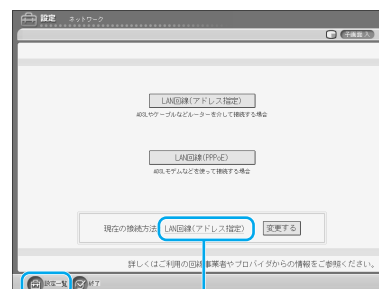 設定 ネットワーク
子画面 入
LAN回線(アドレス指定)
ADSLやケーブルなどルーターを介して接続する場合
LAN回線(PPPoE)
ADSLモデムなどを使って接続する場合
現在の接続方法 LAN回線(アドレス指定) 変更する
詳しくはご利用の回線事業者やプロバイダからの情報をご参照ください。
設定一覧 終了